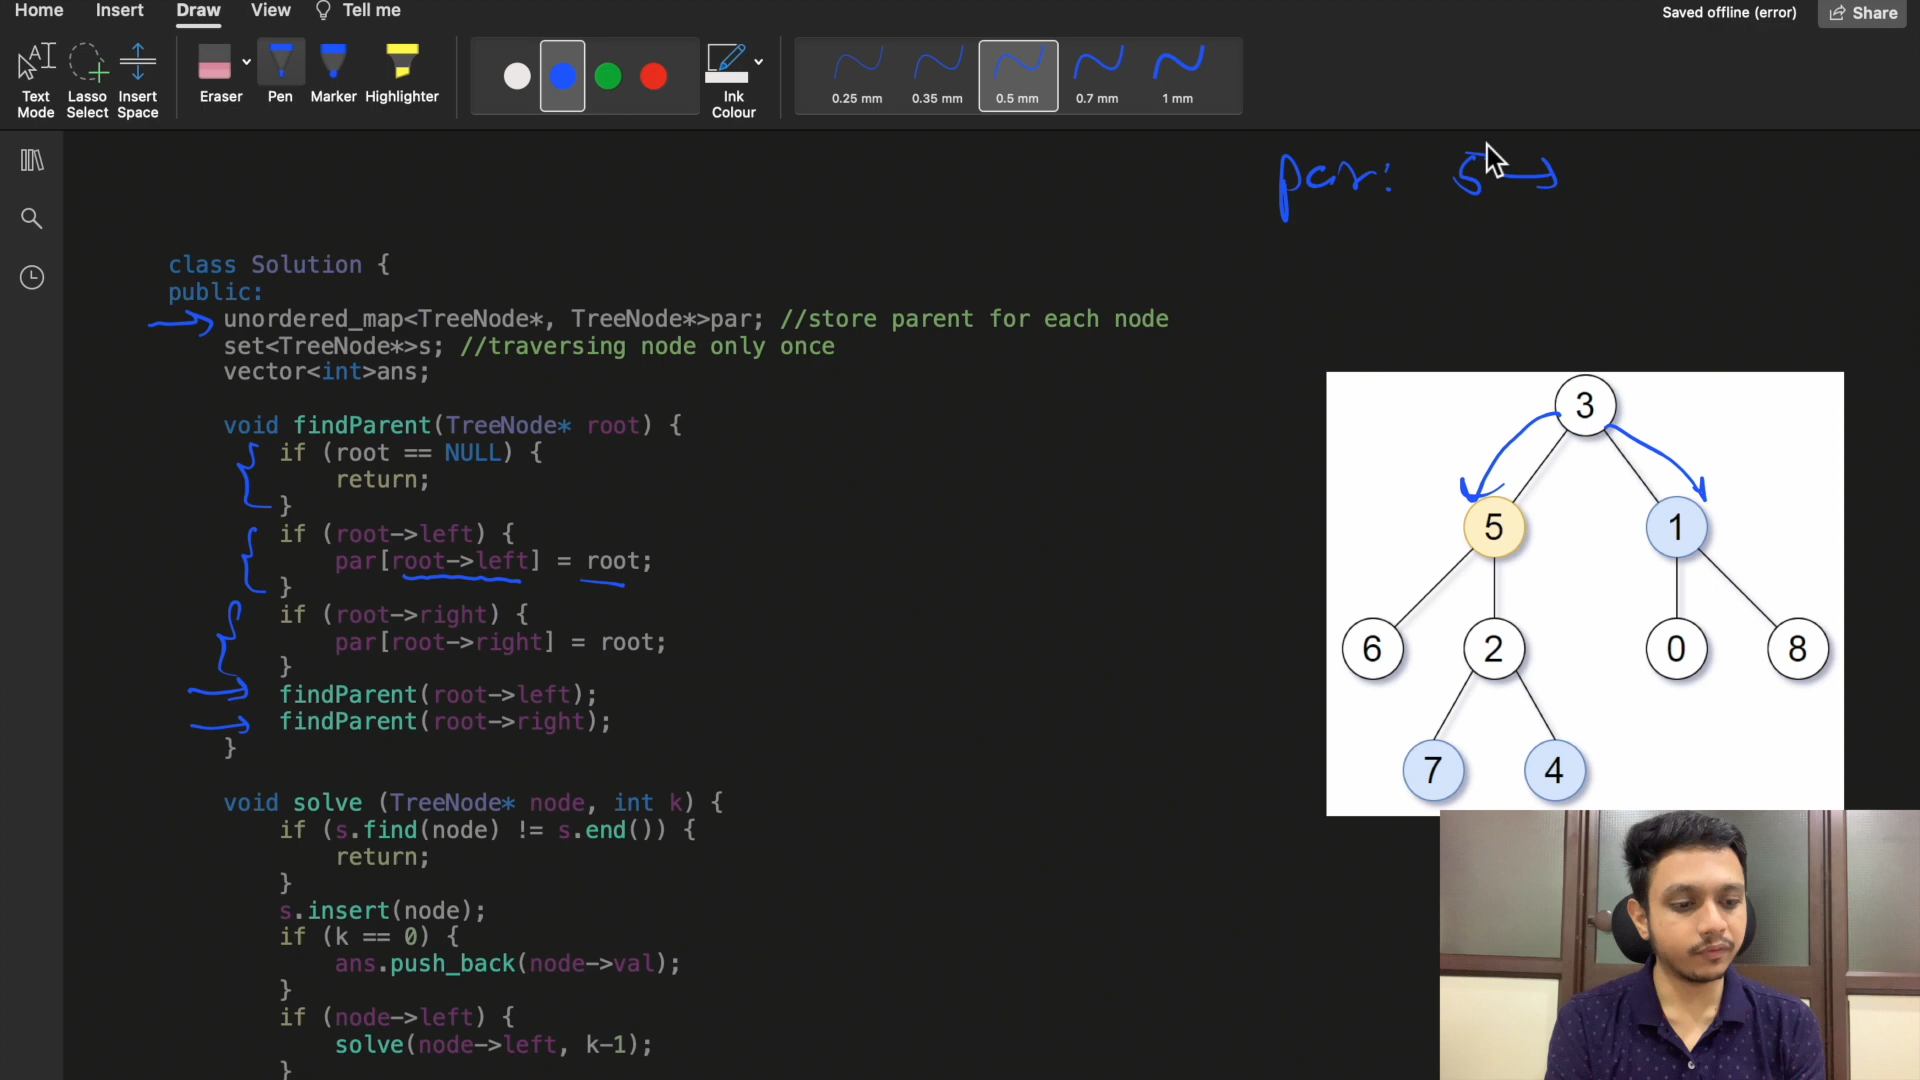 Home Insert Draw View Tell me
Saved offline (error) Share
Text Mode Lasso Select Insert Space Eraser Pen Marker Highlighter Ink Colour 0.25 mm 0.35 mm 0.5 mm 0.7 mm 1 mm
par: 5
class Solution {
public:
unordered_map<TreeNode*, TreeNode*>par; //store parent for each node
set<TreeNode*>s; //traversing node only once
vector<int>ans;
void findParent(TreeNode* root) {
if (root == NULL) {
return;
}
if (root->left) {
par[root->left] = root;
}
if (root->right) {
par[root->right] = root;
}
findParent(root->left);
findParent(root->right);
}
void solve (TreeNode* node, int k) {
if (s.find(node) != s.end()) {
return;
}
s.insert(node);
if (k == 0) {
ans.push_back(node->val);
}
if (node->left) {
solve(node->left, k-1);
}
3
5 1
6 2 0 8
7 4